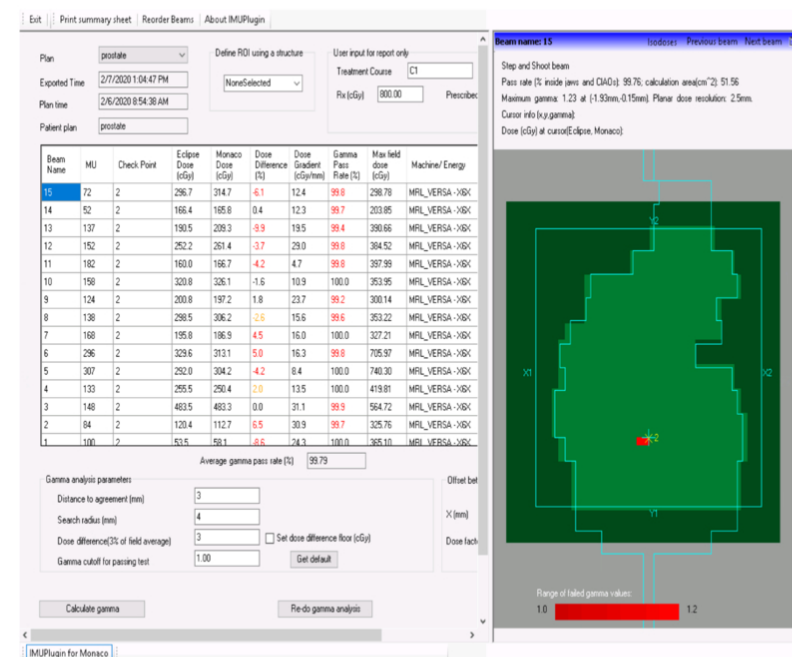 Exit Print summary sheet Reorder Beams About IMUPlugin
Plan prostate Define ROI using a structure User input for report only
Exported Time 2/7/2020 1:04:47 PM NoneSelected Treatment Course C1
Plan time 2/6/2020 8:54:38 AM Rx (cGy) 800.00 Prescribed
Patient plan prostate
Beam Name MU Check Point Eclipse Dose (cGy) Monaco Dose (cGy) Dose Difference (%) Dose Gradient (cGy/mm) Gamma Pass Rate (%) Max field dose (cGy) Machine/ Energy
15 72 2 296.7 314.7 -6.1 12.4 99.8 298.78 MRL_VERSA - X6X
14 52 2 166.4 165.8 0.4 12.3 99.7 203.85 MRL_VERSA - X6X
13 137 2 190.5 209.3 -9.9 19.5 99.4 390.66 MRL_VERSA - X6X
12 152 2 252.2 261.4 -3.7 29.0 99.8 384.52 MRL_VERSA - X6X
11 182 2 160.0 166.7 -4.2 4.7 99.8 397.99 MRL_VERSA - X6X
10 158 2 320.8 326.1 -1.6 10.9 100.0 353.95 MRL_VERSA - X6X
9 124 2 200.8 197.2 1.8 23.7 99.2 300.14 MRL_VERSA - X6X
8 138 2 298.5 306.2 -2.6 15.6 99.6 353.22 MRL_VERSA - X6X
7 168 2 195.8 186.9 4.5 16.0 100.0 327.21 MRL_VERSA - X6X
6 296 2 329.6 313.1 5.0 16.3 99.8 705.97 MRL_VERSA - X6X
5 307 2 292.0 304.2 -4.2 8.4 100.0 740.30 MRL_VERSA - X6X
4 133 2 255.5 250.4 2.0 13.5 100.0 419.81 MRL_VERSA - X6X
3 148 2 483.5 483.3 0.0 31.1 99.9 564.72 MRL_VERSA - X6X
2 84 2 120.4 112.7 6.5 30.9 99.7 325.76 MRL_VERSA - X6X
1 100 2 53.5 58.1 -8.6 24.3 100.0 365.10 MRL_VERSA - X6X
Average gamma pass rate (%) 99.79
Gamma analysis parameters Offset bet
Distance to agreement (mm) 3
Search radius (mm) 4 X (mm)
Dose difference(3% of field average) 3 Set dose difference floor (cGy) Dose facto
Gamma cutoff for passing test 1.00 Get default
Calculate gamma Re-do gamma analysis
IMUPlugin for Monaco
Beam name: 15 Isodoses Previous beam Next beam
Step and Shoot beam
Pass rate (% inside jaws and CIAOs): 99.76; calculation area(cm^2): 51.56
Maximum gamma: 1.23 at (-1.93mm,-0.15mm). Planar dose resolution: 2.5mm.
Cursor info (x,y,gamma):
Dose (cGy) at cursor(Eclipse, Monaco):
Y2
X1 X2
2
Y1
Range of failed gamma values:
1.0 1.2